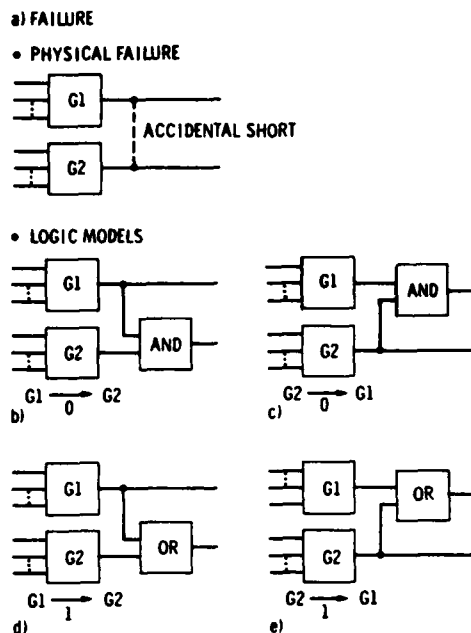 a) FAILURE
• PHYSICAL FAILURE
G1
ACCIDENTAL SHORT
G2
• LOGIC MODELS
G1
G2
AND
b) G1 → G2
0
G1
AND
G2
c) G2 → G1
0
G1
G2
OR
G1 → G2
1
d)
G1
OR
G2
G2 → G1
1
e)